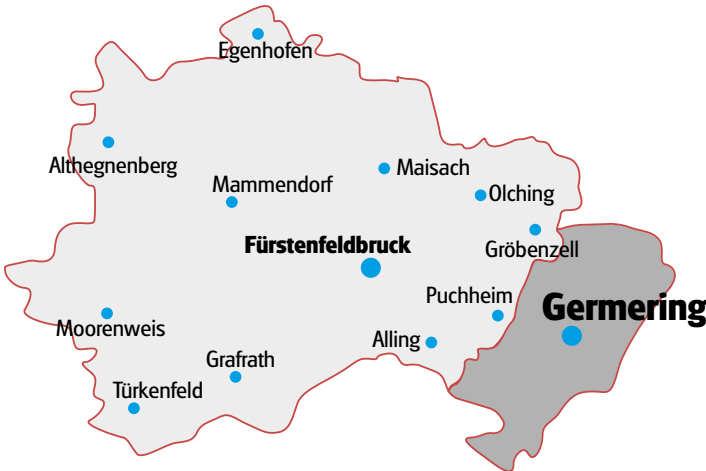 Egenhofen
Althegnenberg
Maisach
Mammendorf
Olching
Fürstenfeldbruck
Gröbenzell
Puchheim
Germering
Moorenweis
Alling
Grafrath
Türkenfeld